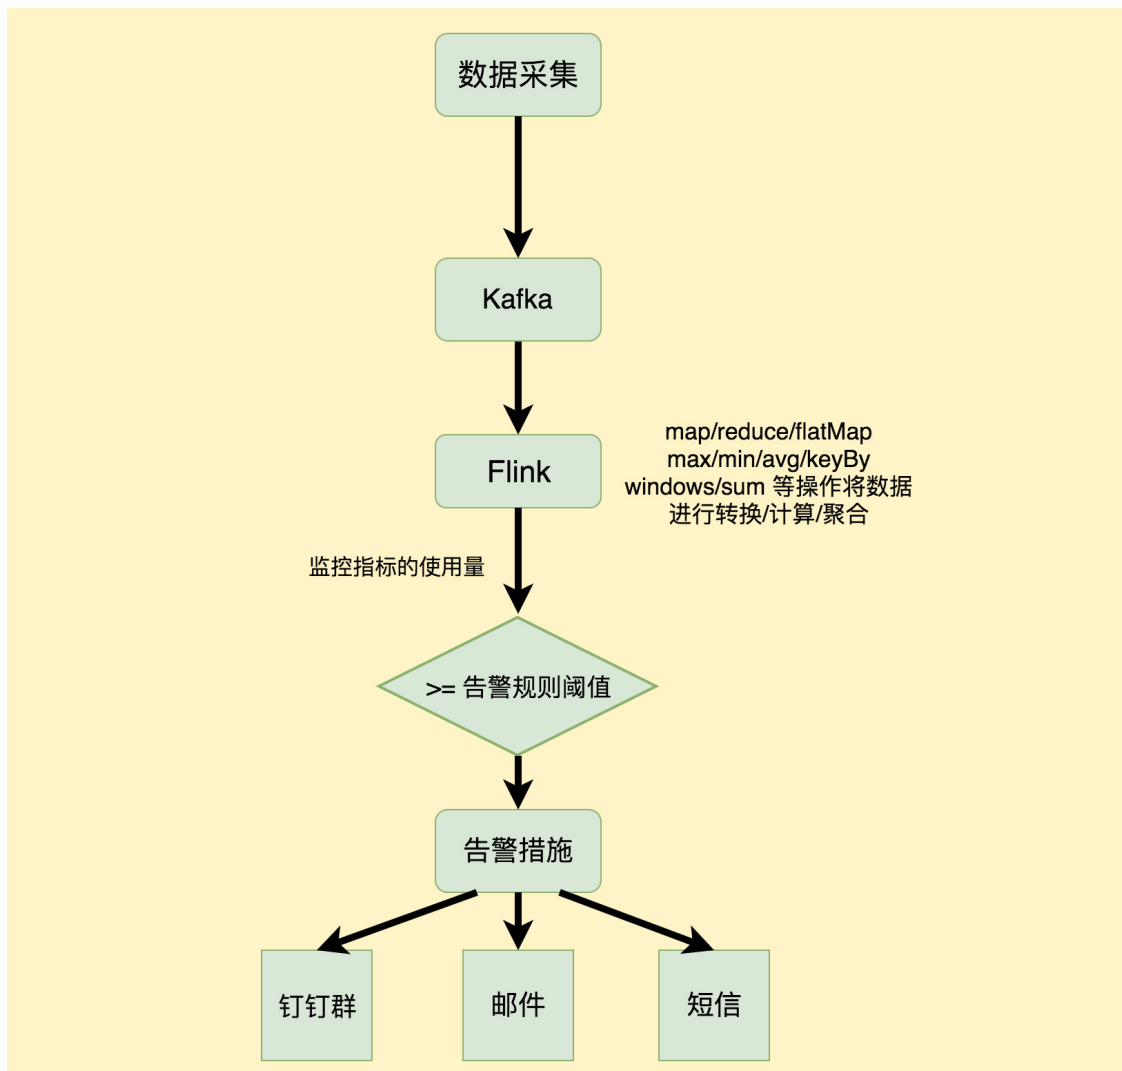 数据采集
Kafka
Flink
map/reduce/flatMap
max/min/avg/keyBy
windows/sum 等操作将数据
进行转换/计算/聚合
监控指标的使用量
>= 告警规则阈值
告警措施
钉钉群
邮件
短信